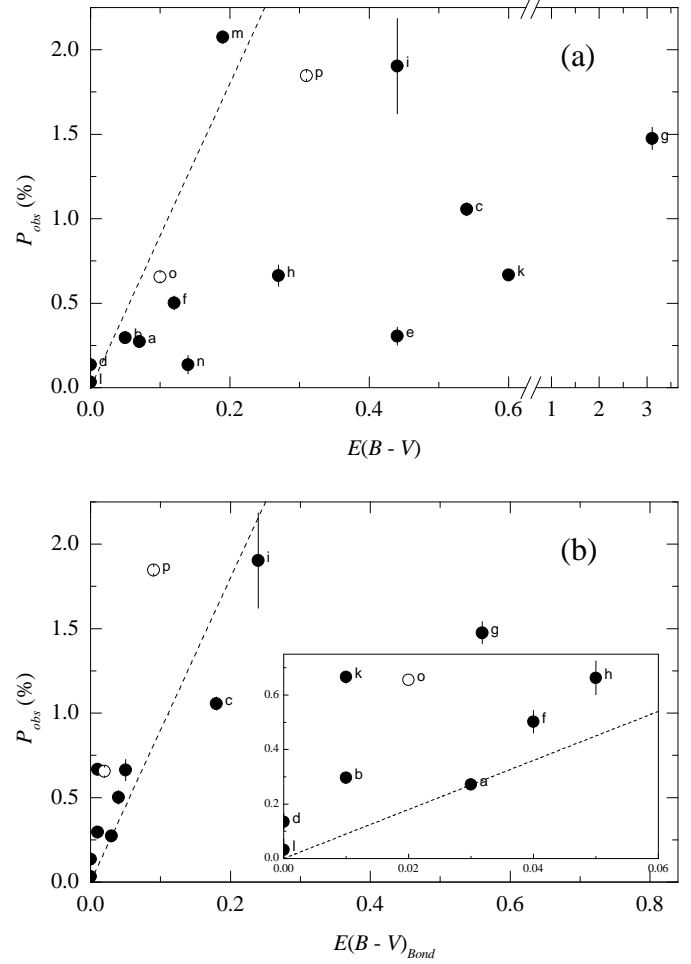 2.0
1.5
1.0
0.5
0.0
P_obs (%)
(a)
m
p
i
g
c
o
h
k
f
b
a
e
d
n
l
0.0 0.2 0.4 0.6 1 2 3
E(B - V)
2.0
1.5
1.0
0.5
0.0
P_obs (%)
(b)
p
i
g
c
0.6
0.4
0.2
0.0
k
o
h
f
b
a
d
l
0.00 0.02 0.04 0.06
0.0 0.2 0.4 0.6 0.8
E(B - V)_Bond